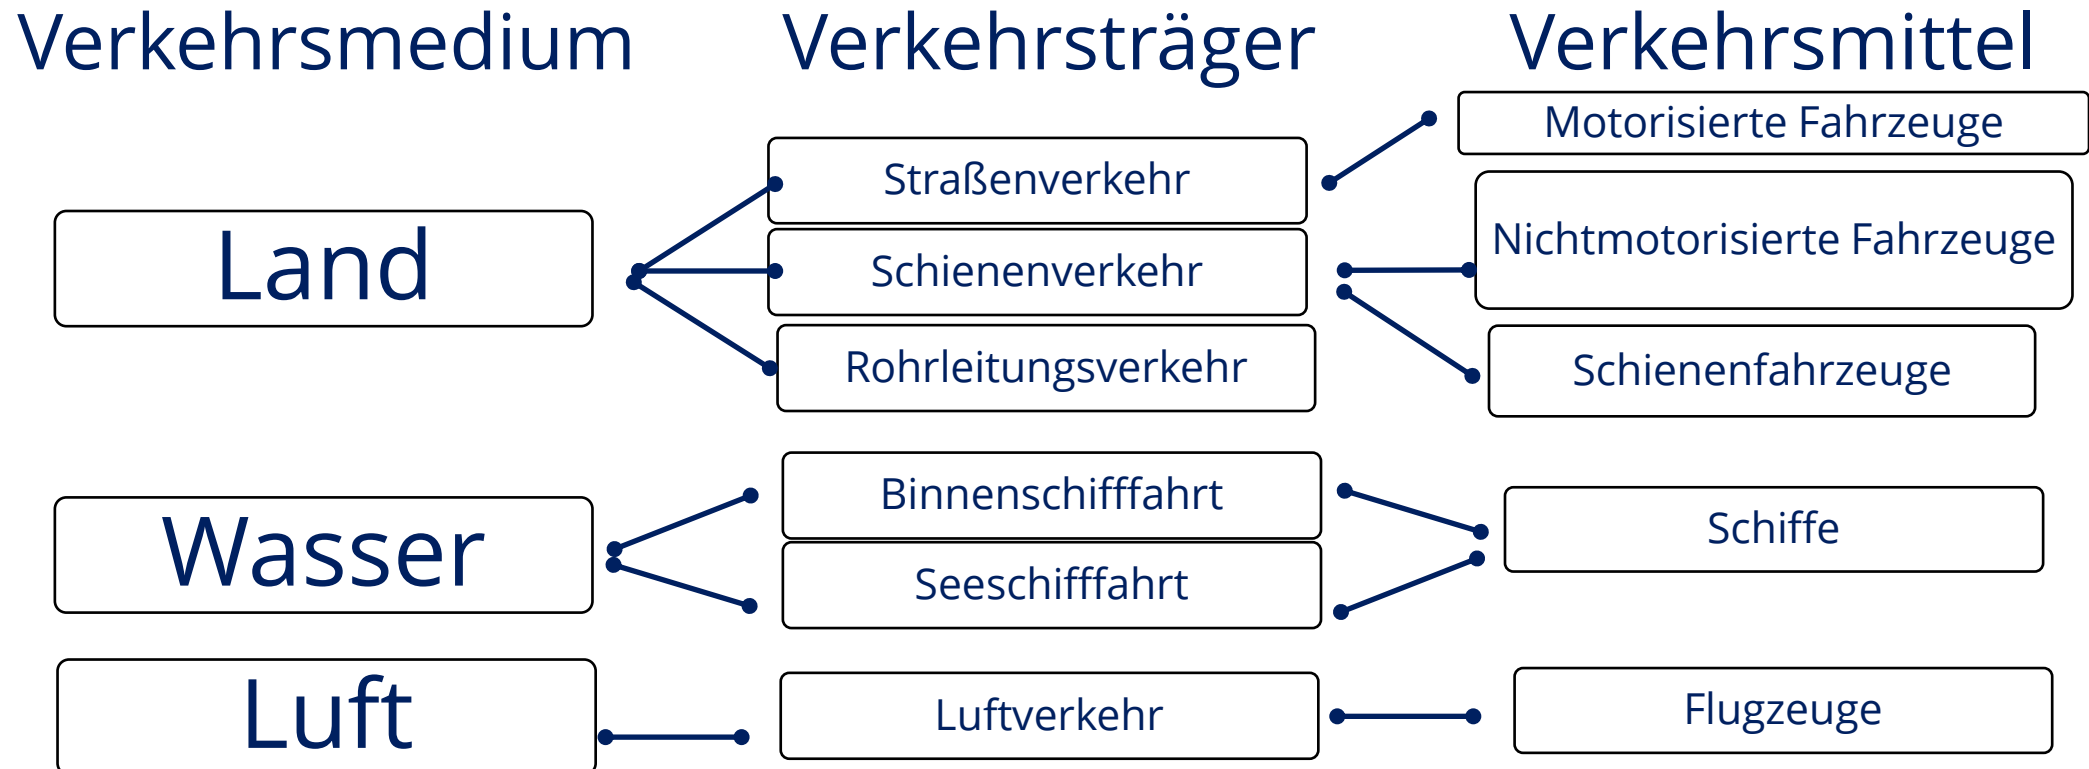 Verkehrsmedium
Verkehrsträger
Verkehrsmittel
Motorisierte Fahrzeuge
Straßenverkehr
Nichtmotorisierte Fahrzeuge
Land
Schienenverkehr
Rohrleitungsverkehr
Schienenfahrzeuge
Binnenschifffahrt
Wasser
Schiffe
Seeschifffahrt
Luft
Luftverkehr
Flugzeuge